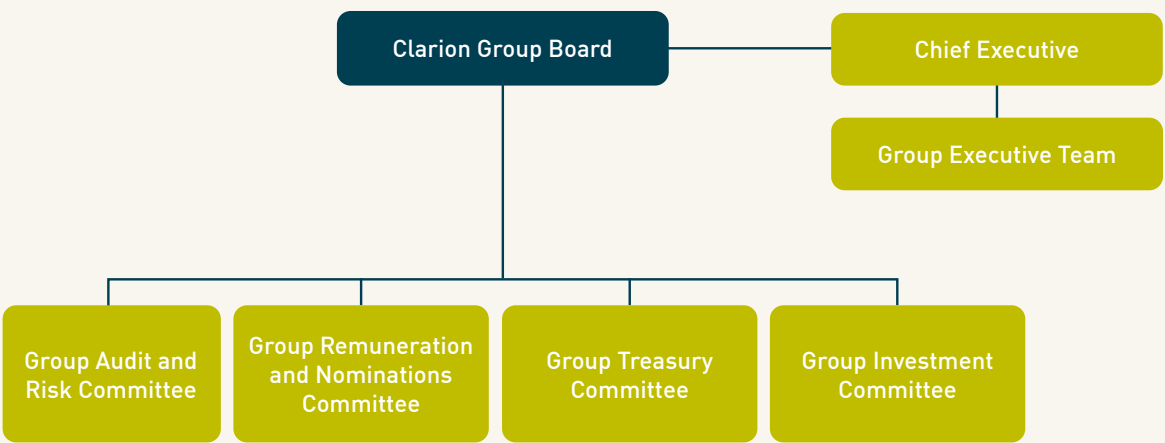 Clarion Group Board
Chief Executive
Group Executive Team
Group Audit and
Risk Committee
Group Remuneration
and Nominations
Committee
Group Treasury
Committee
Group Investment
Committee